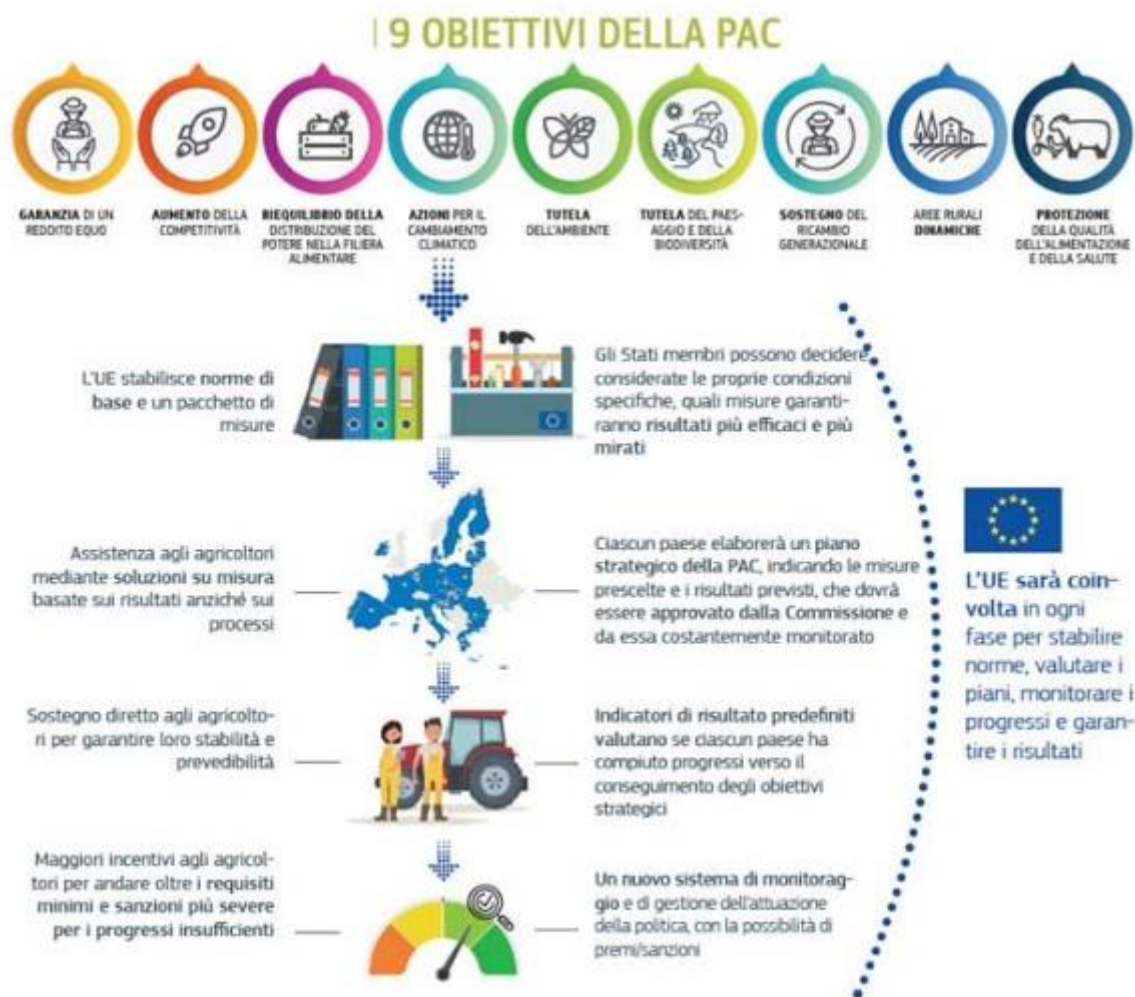 I 9 OBIETTIVI DELLA PAC
GARANZIA DI UN
REDDITO EQUO
AUMENTO DELLA
COMPETITIVITÀ
RIEQUILIBRIO DELLA
DISTRIBUZIONE DEL
POTERE NELLA FILIERA
ALIMENTARE
AZIONI PER IL
CAMBIAMENTO
CLIMATICO
TUTELA
DELL'AMBIENTE
TUTELA DEL PAES-
AGGIO E DELLA
BIODIVERSITÀ
SOSTEGNO DEL
RICAMBIO
GENERAZIONALE
AREE RURALI
DINAMICHE
PROTEZIONE
DELLA QUALITÀ
DELL'ALIMENTAZIONE
E DELLA SALUTE
L'UE stabilisce norme di
base e un pacchetto di
misure
Gli Stati membri possono decidere,
considerate le proprie condizioni
specifiche, quali misure garanti-
ranno risultati più efficaci e più
mirati
Assistenza agli agricoltori
mediante soluzioni su misura
basate sui risultati anziché sui
processi
Ciascun paese elaborerà un piano
strategico della PAC, indicando le misure
prescelte e i risultati previsti, che dovrà
essere approvato dalla Commissione e
da essa costantemente monitorato
Sostegno diretto agli agricolto-
ri per garantire loro stabilità e
prevedibilità
Indicatori di risultato predefiniti
valutano se ciascun paese ha
compiuto progressi verso il
conseguimento degli obiettivi
strategici
Maggiori incentivi agli agricol-
tori per andare oltre i requisiti
minimi e sanzioni più severe
per i progressi insufficienti
Un nuovo sistema di monitorag-
gio e di gestione dell'attuazione
della politica, con la possibilità di
premi/sanzioni
L'UE sarà coin-
volta in ogni
fase per stabilire
norme, valutare i
piani, monitorare i
progressi e garan-
tire i risultati